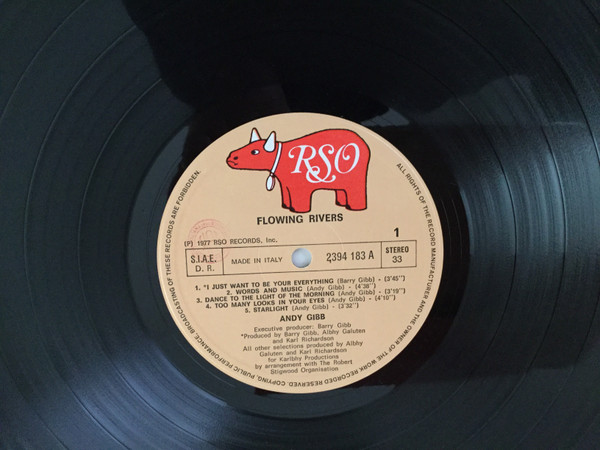 RSO
FLOWING RIVERS
(P) 1977 RSO RECORDS, Inc.
1
S.I.A.E.
D. R.
MADE IN ITALY
2394 183 A
STEREO
33
1. *I JUST WANT TO BE YOUR EVERYTHING (Barry Gibb) - (3'45'')
2. WORDS AND MUSIC (Andy Gibb) - (4'38'')
3. DANCE TO THE LIGHT OF THE MORNING (Andy Gibb) - (3'19'')
4. TOO MANY LOOKS IN YOUR EYES (Andy Gibb) - (4'10'')
5. STARLIGHT (Andy Gibb) - (3'32'')
ANDY GIBB
Executive producer: Barry Gibb
*Produced by Barry Gibb, Albhy Galuten
and Karl Richardson
All other selections produced by Albhy
Galuten and Karl Richardson
for Karlbhy Productions
by arrangement with The Robert
Stigwood Organisation
ALL RIGHTS OF THE RECORD MANUFACTURER AND THE OWNER OF THE WORK RECORDED RESERVED. COPYING, PUBLIC PERFORMANCE, BROADCASTING OF THESE RECORDS ARE FORBIDDEN.